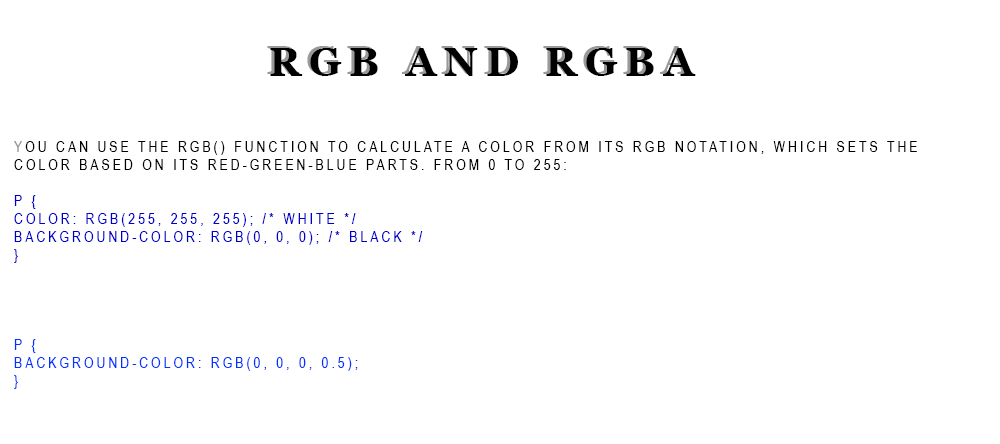 RGB AND RGBA
YOU CAN USE THE RGB() FUNCTION TO CALCULATE A COLOR FROM ITS RGB NOTATION, WHICH SETS THE
COLOR BASED ON ITS RED-GREEN-BLUE PARTS. FROM 0 TO 255:
P {
COLOR: RGB(255, 255, 255); /* WHITE */
BACKGROUND-COLOR: RGB(0, 0, 0); /* BLACK */
}
P {
BACKGROUND-COLOR: RGB(0, 0, 0, 0.5);
}